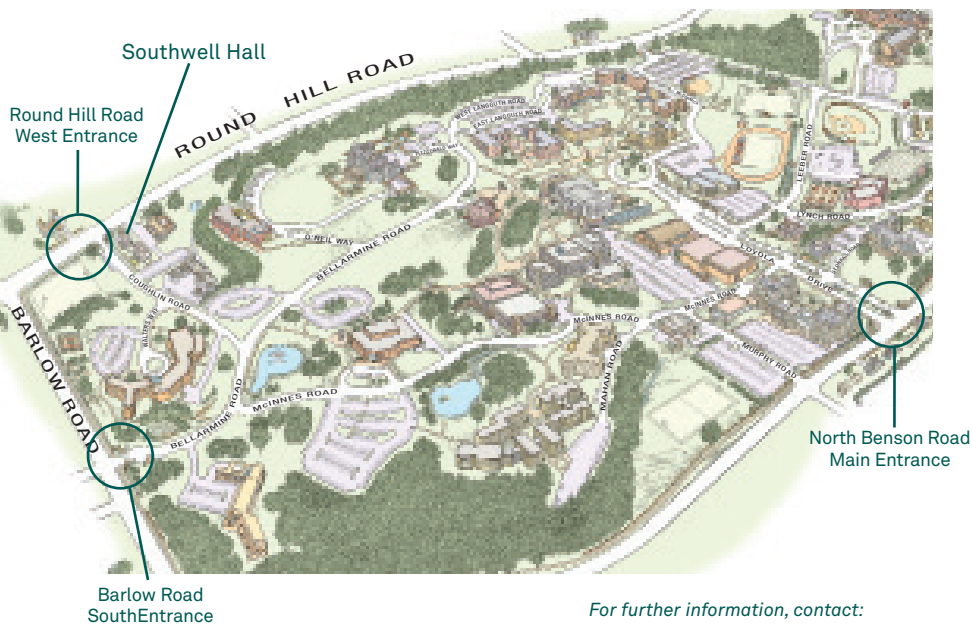 Southwell Hall
Round Hill Road
West Entrance
ROUND HILL ROAD
WEST LANGGUTH ROAD
EAST LANGGUTH ROAD
LEEBER ROAD
LYNCH ROAD
O'NEIL WAY
BELLARMINE ROAD
LOYOLA DRIVE
COUGHLIN ROAD
WALTERS WAY
McINNES ROAD
McINNES ROAD
MURPHY ROAD
BARLOW ROAD
MAHAN ROAD
McINNES ROAD
BELLARMINE ROAD
North Benson Road
Main Entrance
Barlow Road
SouthEntrance
For further information, contact: